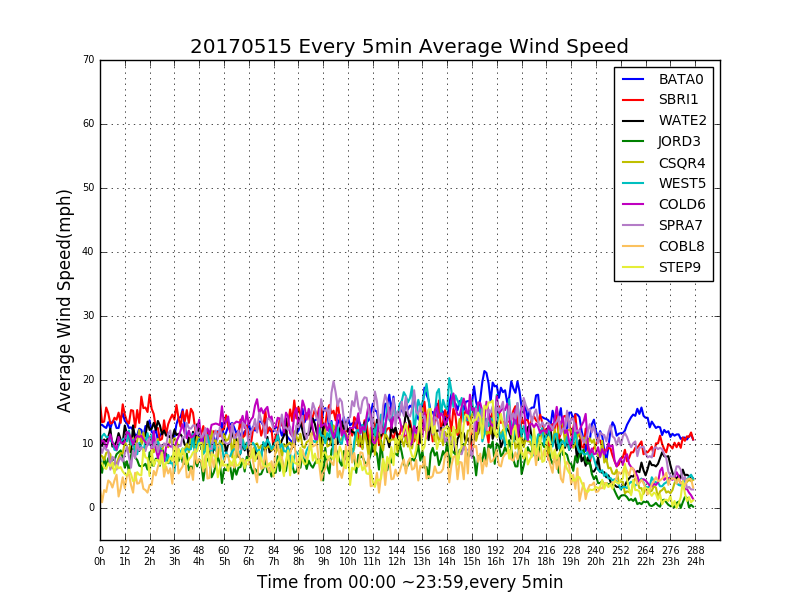 20170515 Every 5min Average Wind Speed
70
60
50
40
30
20
10
0
Average Wind Speed(mph)
BATA0
SBRI1
WATE2
JORD3
CSQR4
WEST5
COLD6
SPRA7
COBL8
STEP9
0 12 24 36 48 60 72 84 96 108 120 132 144 156 168 180 192 204 216 228 240 252 264 276 288
0h 1h 2h 3h 4h 5h 6h 7h 8h 9h 10h 11h 12h 13h 14h 15h 16h 17h 18h 19h 20h 21h 22h 23h 24h
Time from 00:00 ~23:59,every 5min